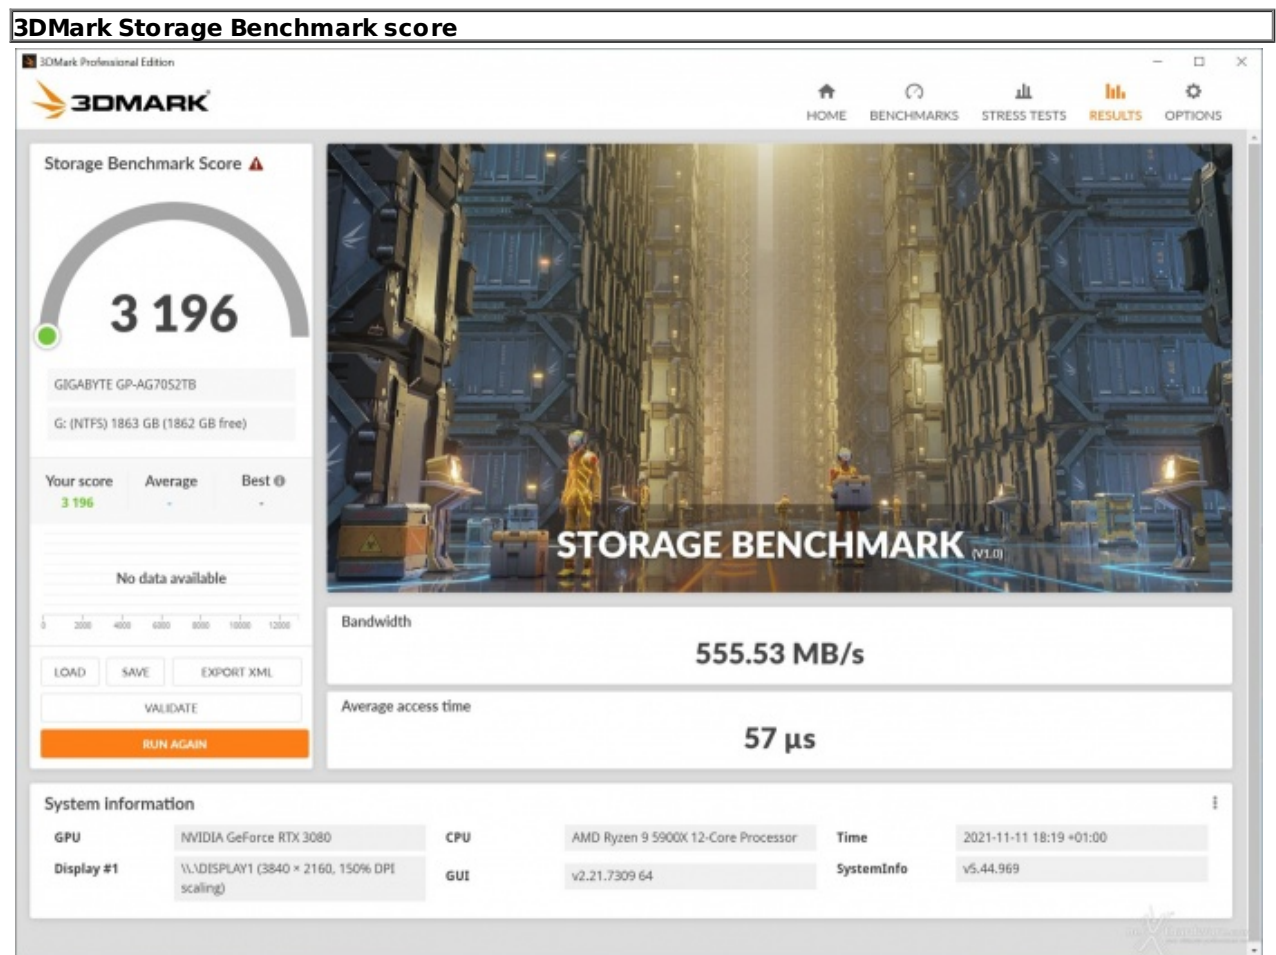 3DMark Storage Benchmark score
3DMark Professional Edition
3DMARK
HOME BENCHMARKS STRESS TESTS RESULTS OPTIONS
Storage Benchmark Score
3 196
GIGABYTE GP-AG7052TB
G: (NTFS) 1863 GB (1862 GB free)
Your score Average Best
3 196 - -
No data available
0 2000 4000 6000 8000 10000 12000
LOAD SAVE EXPORT XML
VALIDATE
RUN AGAIN
STORAGE BENCHMARK (V1.0)
Bandwidth
555.53 MB/s
Average access time
57 µs
System information
GPU NVIDIA GeForce RTX 3080 CPU AMD Ryzen 9 5900X 12-Core Processor Time 2021-11-11 18:19 +01:00
Display #1 \\.\DISPLAY1 (3840 × 2160, 150% DPI
scaling) GUI v2.21.7309 64 SystemInfo v5.44.969